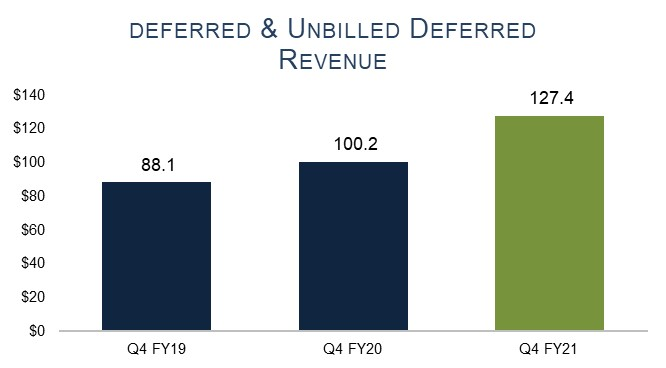 DEFERRED & UNBILLED DEFERRED
REVENUE
$140
$120
$100
$80
$60
$40
$20
$0
88.1
100.2
127.4
Q4 FY19
Q4 FY20
Q4 FY21